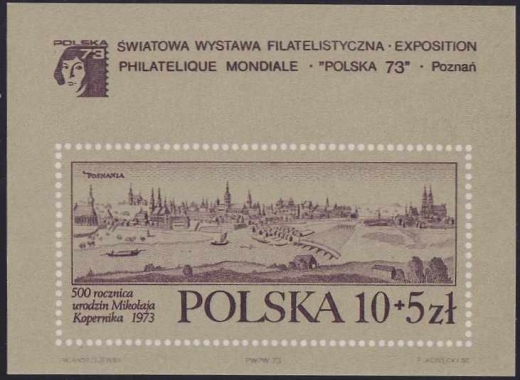 POLSKA
73
ŚWIATOWA WYSTAWA FILATELISTYCZNA · EXPOSITION
PHILATELIQUE MONDIALE · "POLSKA 73" · Poznań
POZNANIA
500 rocznica
urodzin Mikołaja
Kopernika 1973
POLSKA 10+5zł
PWPW 73